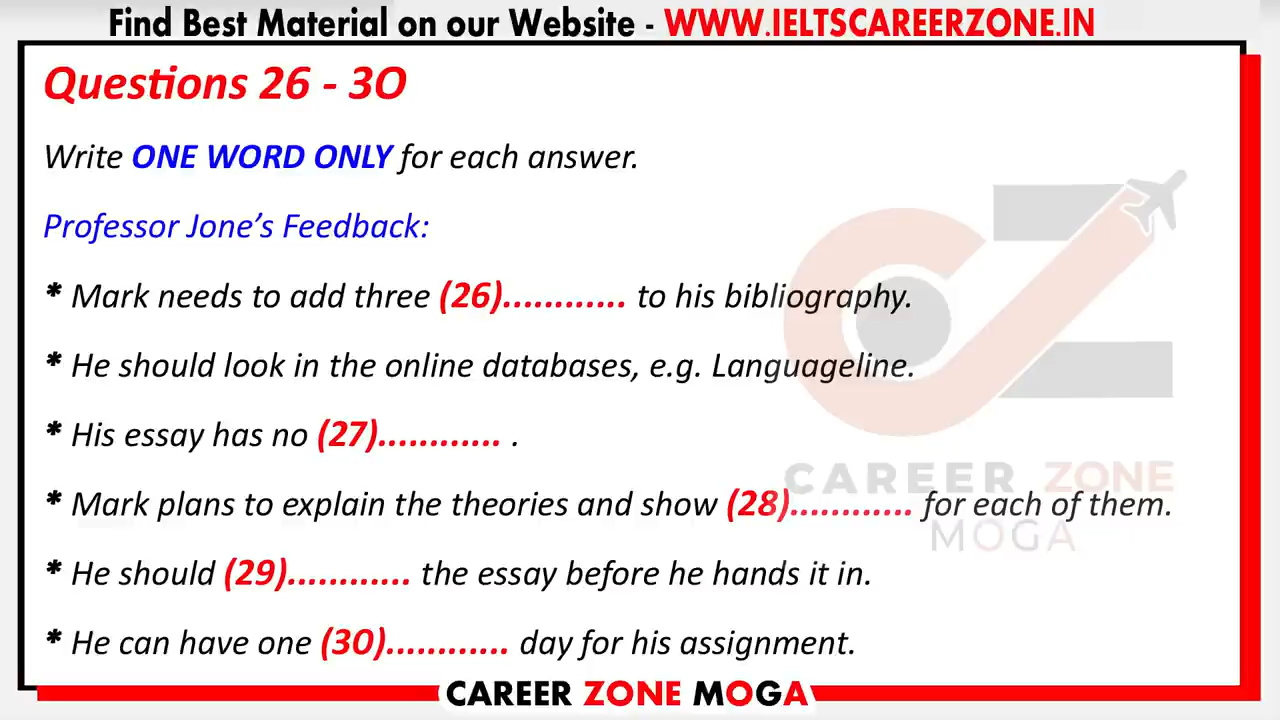 Find Best Material on our Website - WWW.IELTSCAREERZONE.IN
Questions 26 - 3O
Write ONE WORD ONLY for each answer.
Professor Jone’s Feedback:
* Mark needs to add three (26)............ to his bibliography.
* He should look in the online databases, e.g. Languageline.
* His essay has no (27)............ .
* Mark plans to explain the theories and show (28)............ for each of them.
* He should (29)............ the essay before he hands it in.
* He can have one (30)............ day for his assignment.
CAREER ZONE
MOGA
CAREER ZONE MOGA